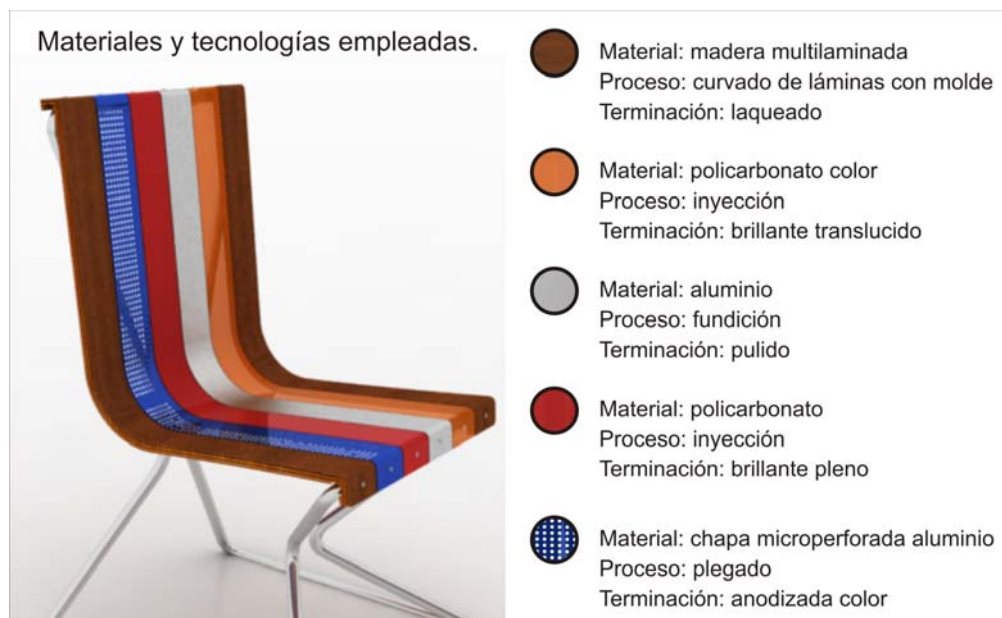 Materiales y tecnologías empleadas.
Material: madera multilaminada
Proceso: curvado de láminas con molde
Terminación: laqueado
Material: policarbonato color
Proceso: inyección
Terminación: brillante translucido
Material: aluminio
Proceso: fundición
Terminación: pulido
Material: policarbonato
Proceso: inyección
Terminación: brillante pleno
Material: chapa microperforada aluminio
Proceso: plegado
Terminación: anodizada color